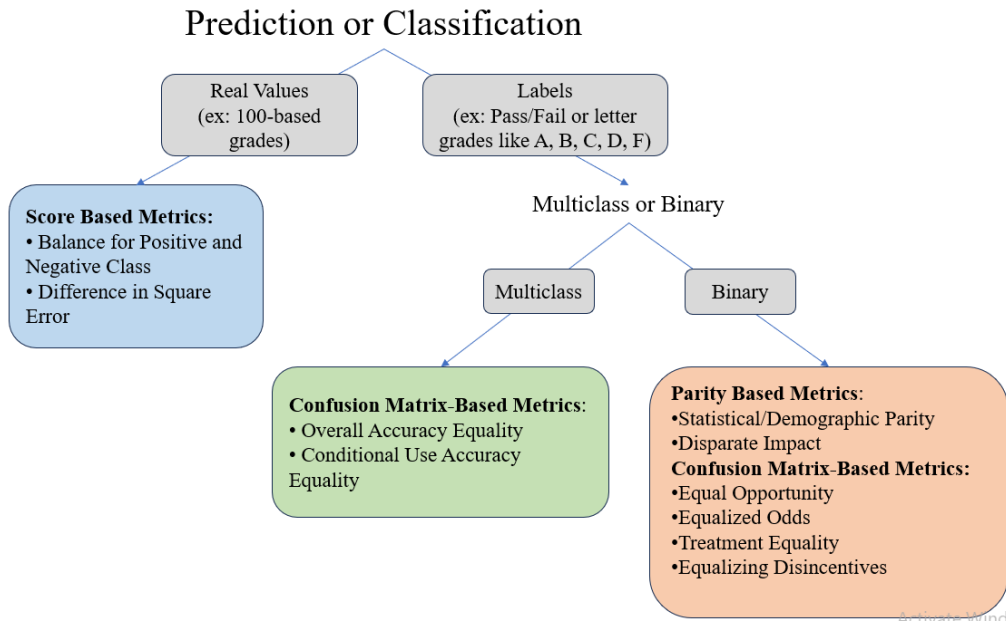 Prediction or Classification
Real Values
(ex: 100-based
grades)
Labels
(ex: Pass/Fail or letter
grades like A, B, C, D, F)
Score Based Metrics:
• Balance for Positive and
Negative Class
• Difference in Square
Error
Multiclass or Binary
Multiclass
Binary
Confusion Matrix-Based Metrics:
• Overall Accuracy Equality
• Conditional Use Accuracy
Equality
Parity Based Metrics:
•Statistical/Demographic Parity
•Disparate Impact
Confusion Matrix-Based Metrics:
•Equal Opportunity
•Equalized Odds
•Treatment Equality
•Equalizing Disincentives